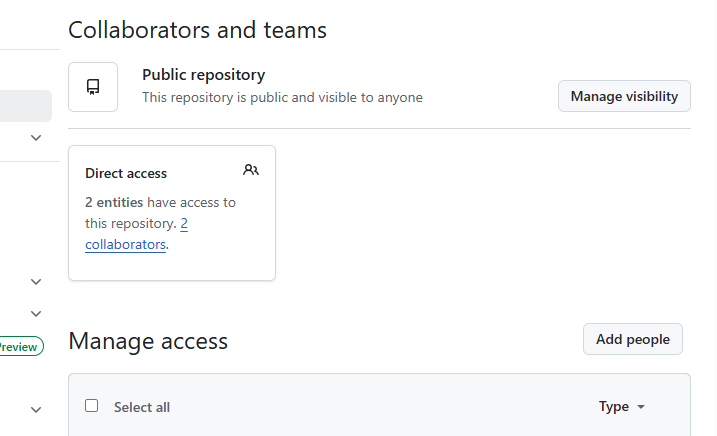 Collaborators and teams
Public repository
This repository is public and visible to anyone
Manage visibility
Direct access
2 entities have access to
this repository. 2
collaborators.
Preview
Manage access
Add people
Select all
Type